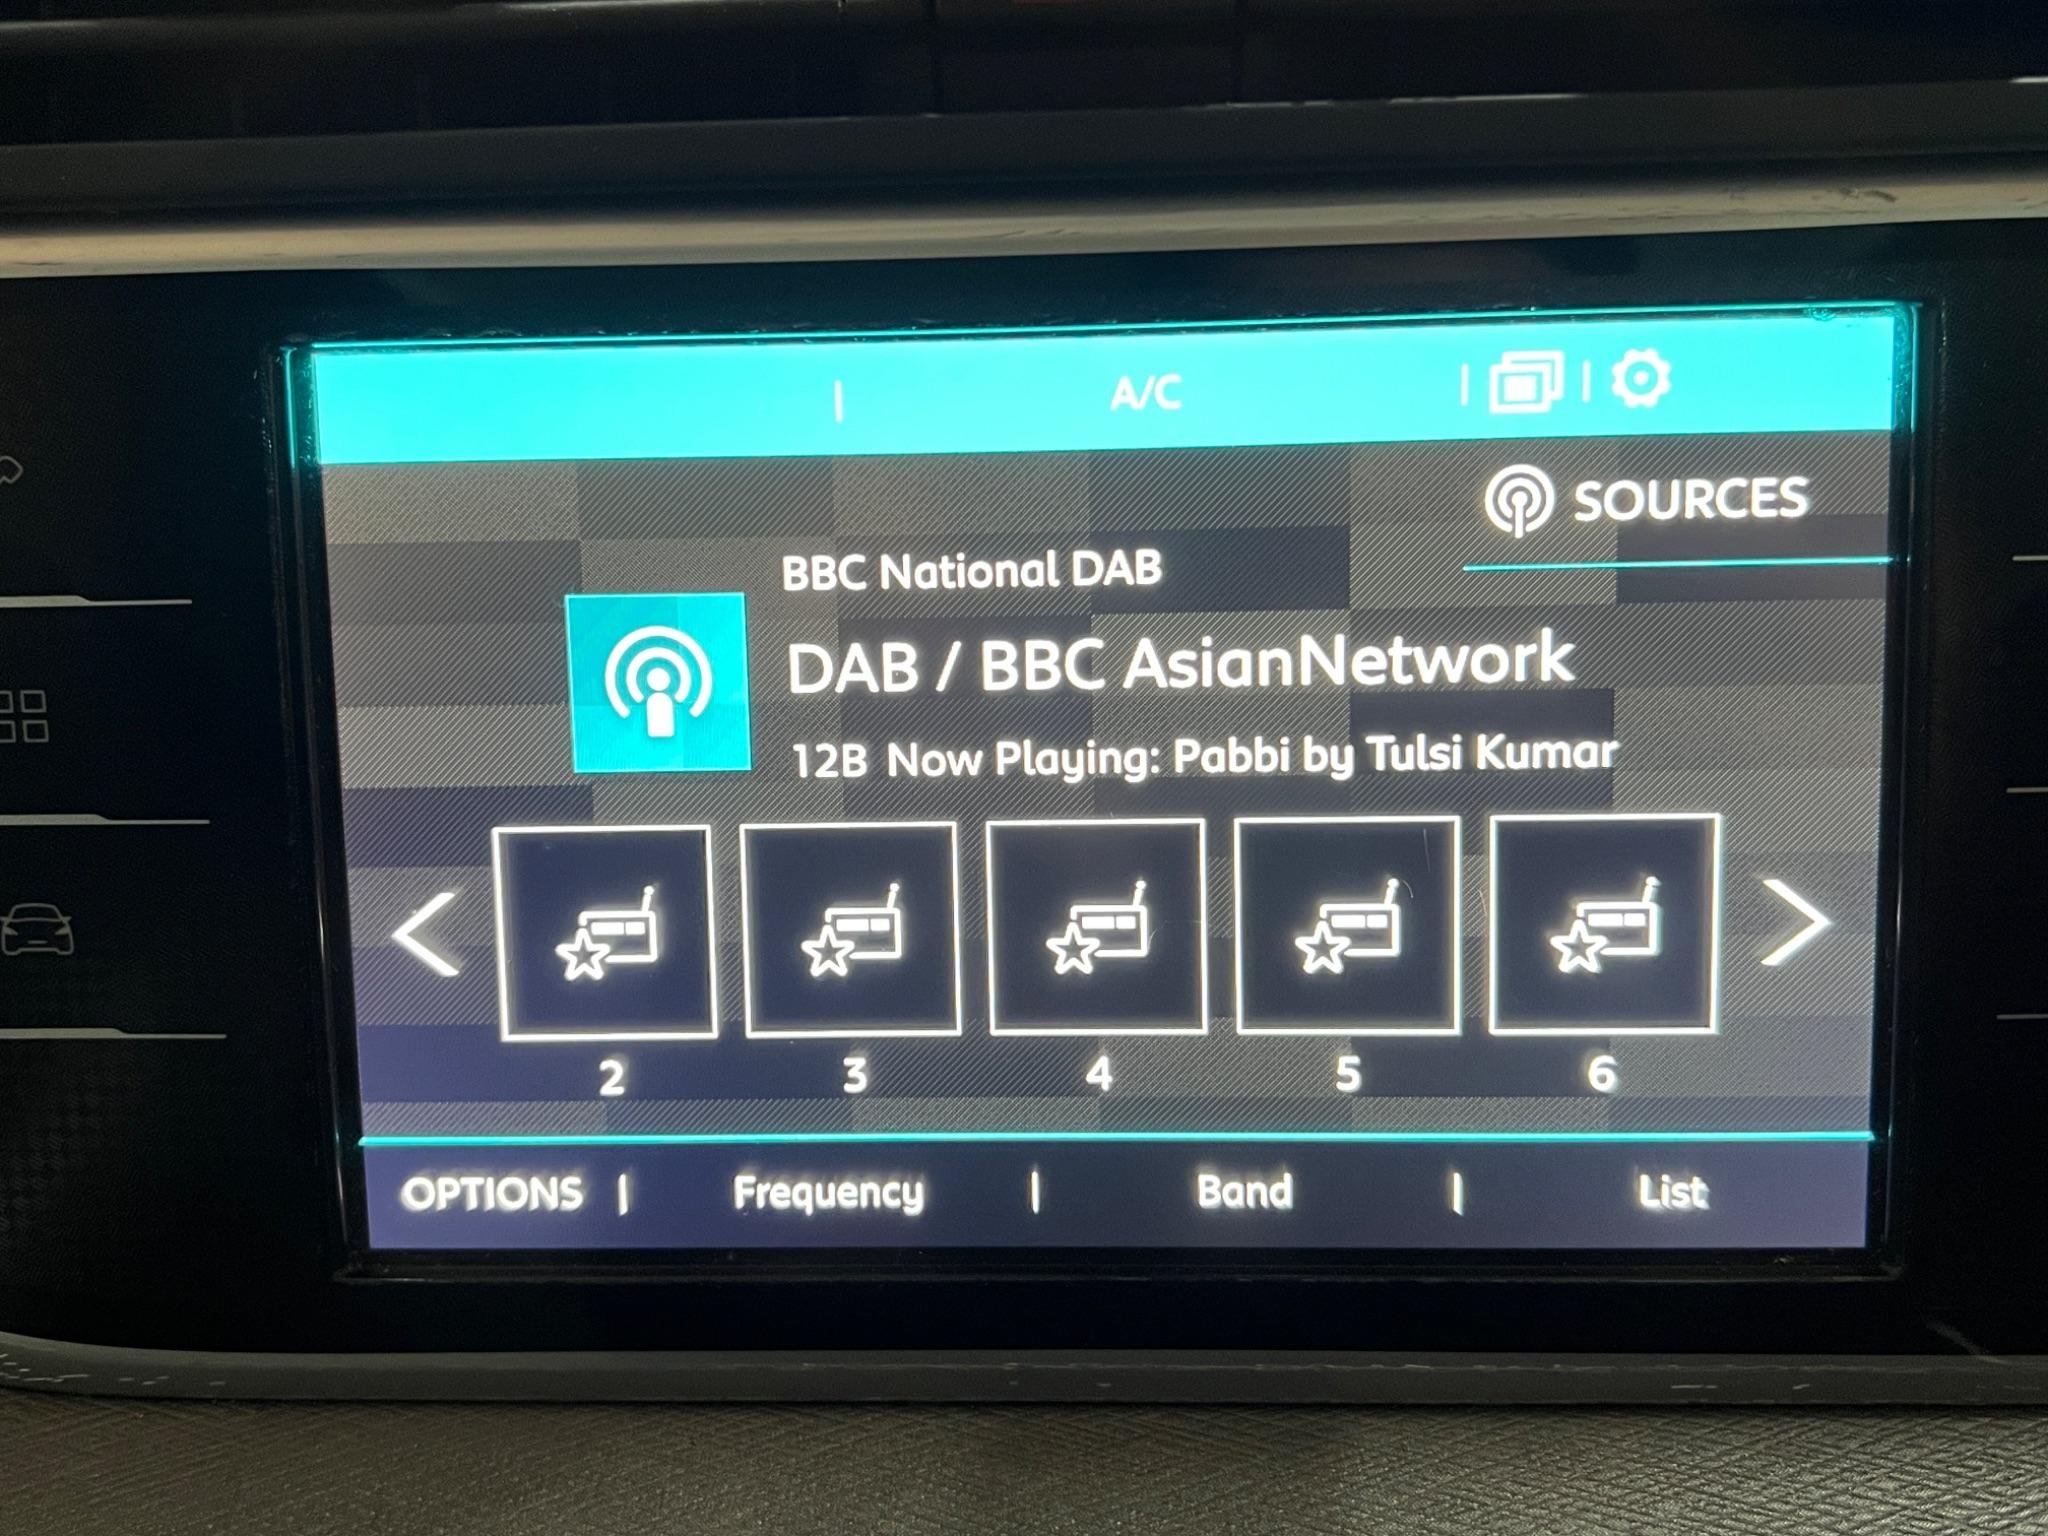 A/C
SOURCES
BBC National DAB
DAB / BBC AsianNetwork
12B Now Playing: Pabbi by Tulsi Kumar
2 3 4 5 6
OPTIONS | Frequency | Band | List